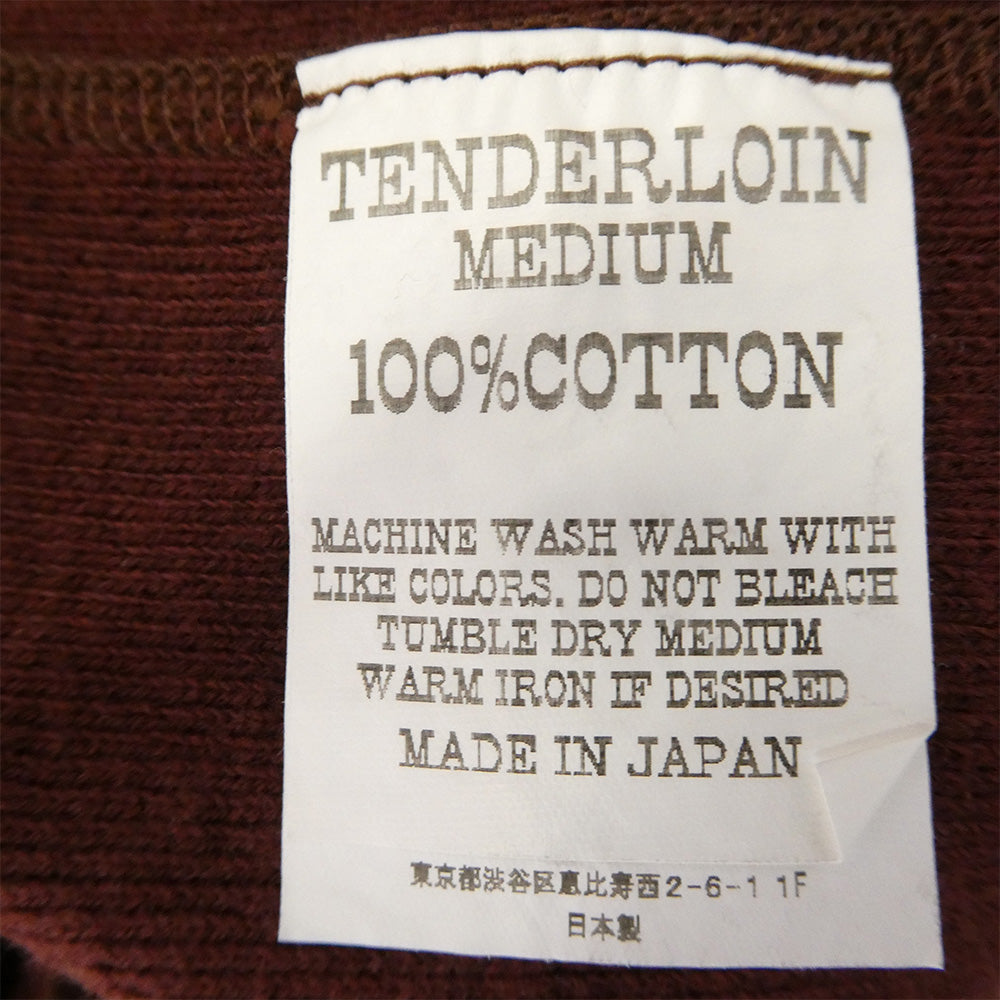 TENDERLOIN
MEDIUM
100%COTTON
MACHINE WASH WARM WITH
LIKE COLORS. DO NOT BLEACH
TUMBLE DRY MEDIUM
WARM IRON IF DESIRED
MADE IN JAPAN
東京都渋谷区恵比寿西2-6-1 1F
日本製